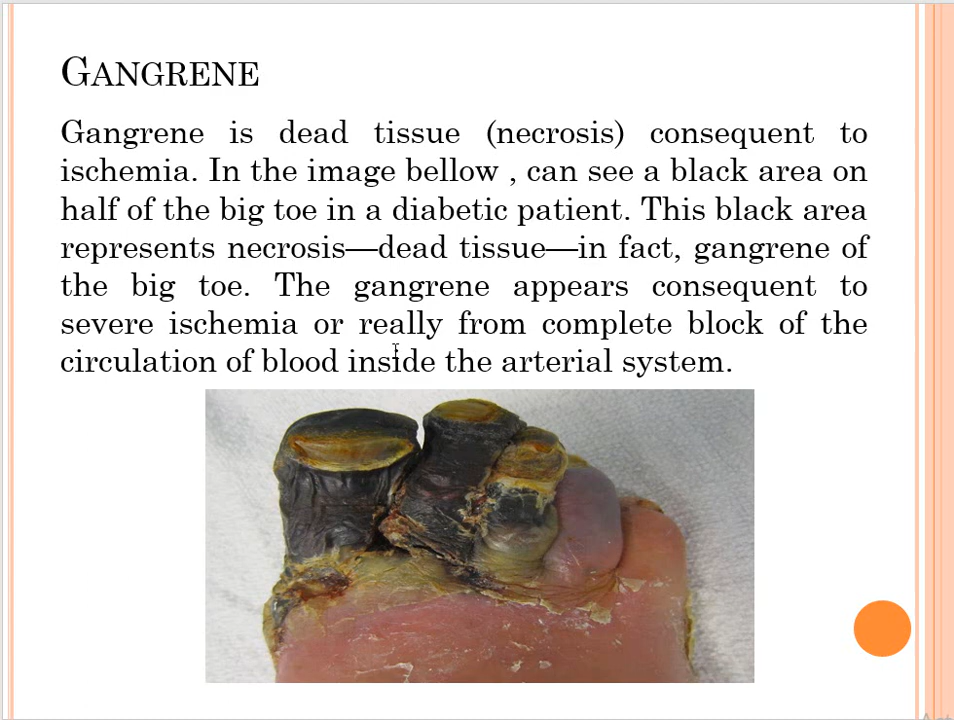 GANGRENE
Gangrene is dead tissue (necrosis) consequent to
ischemia. In the image bellow , can see a black area on
half of the big toe in a diabetic patient. This black area
represents necrosis—dead tissue—in fact, gangrene of
the big toe. The gangrene appears consequent to
severe ischemia or really from complete block of the
circulation of blood inside the arterial system.